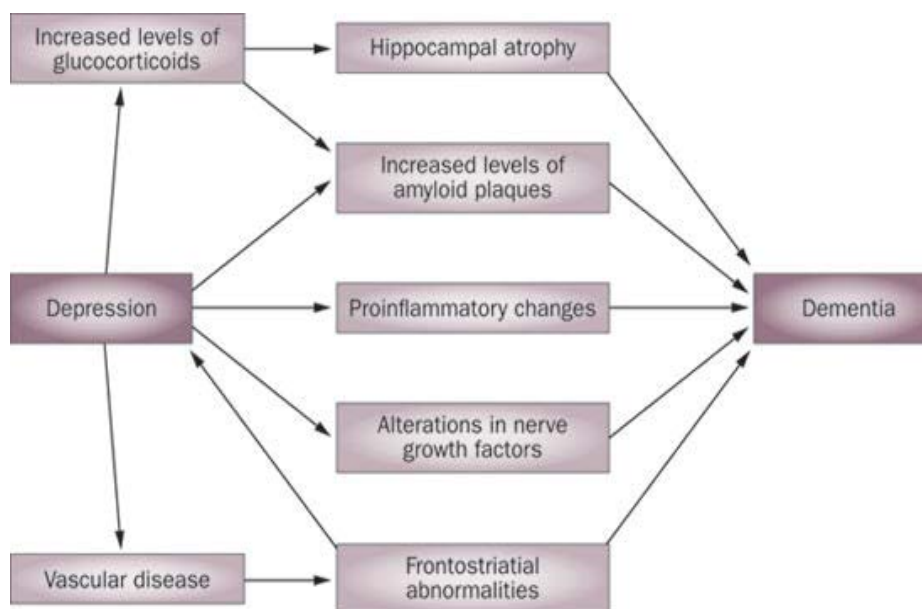 Increased levels of
glucocorticoids
Hippocampal atrophy
Increased levels of
amyloid plaques
Depression
Proinflammatory changes
Dementia
Alterations in nerve
growth factors
Vascular disease
Frontostriatial
abnormalities